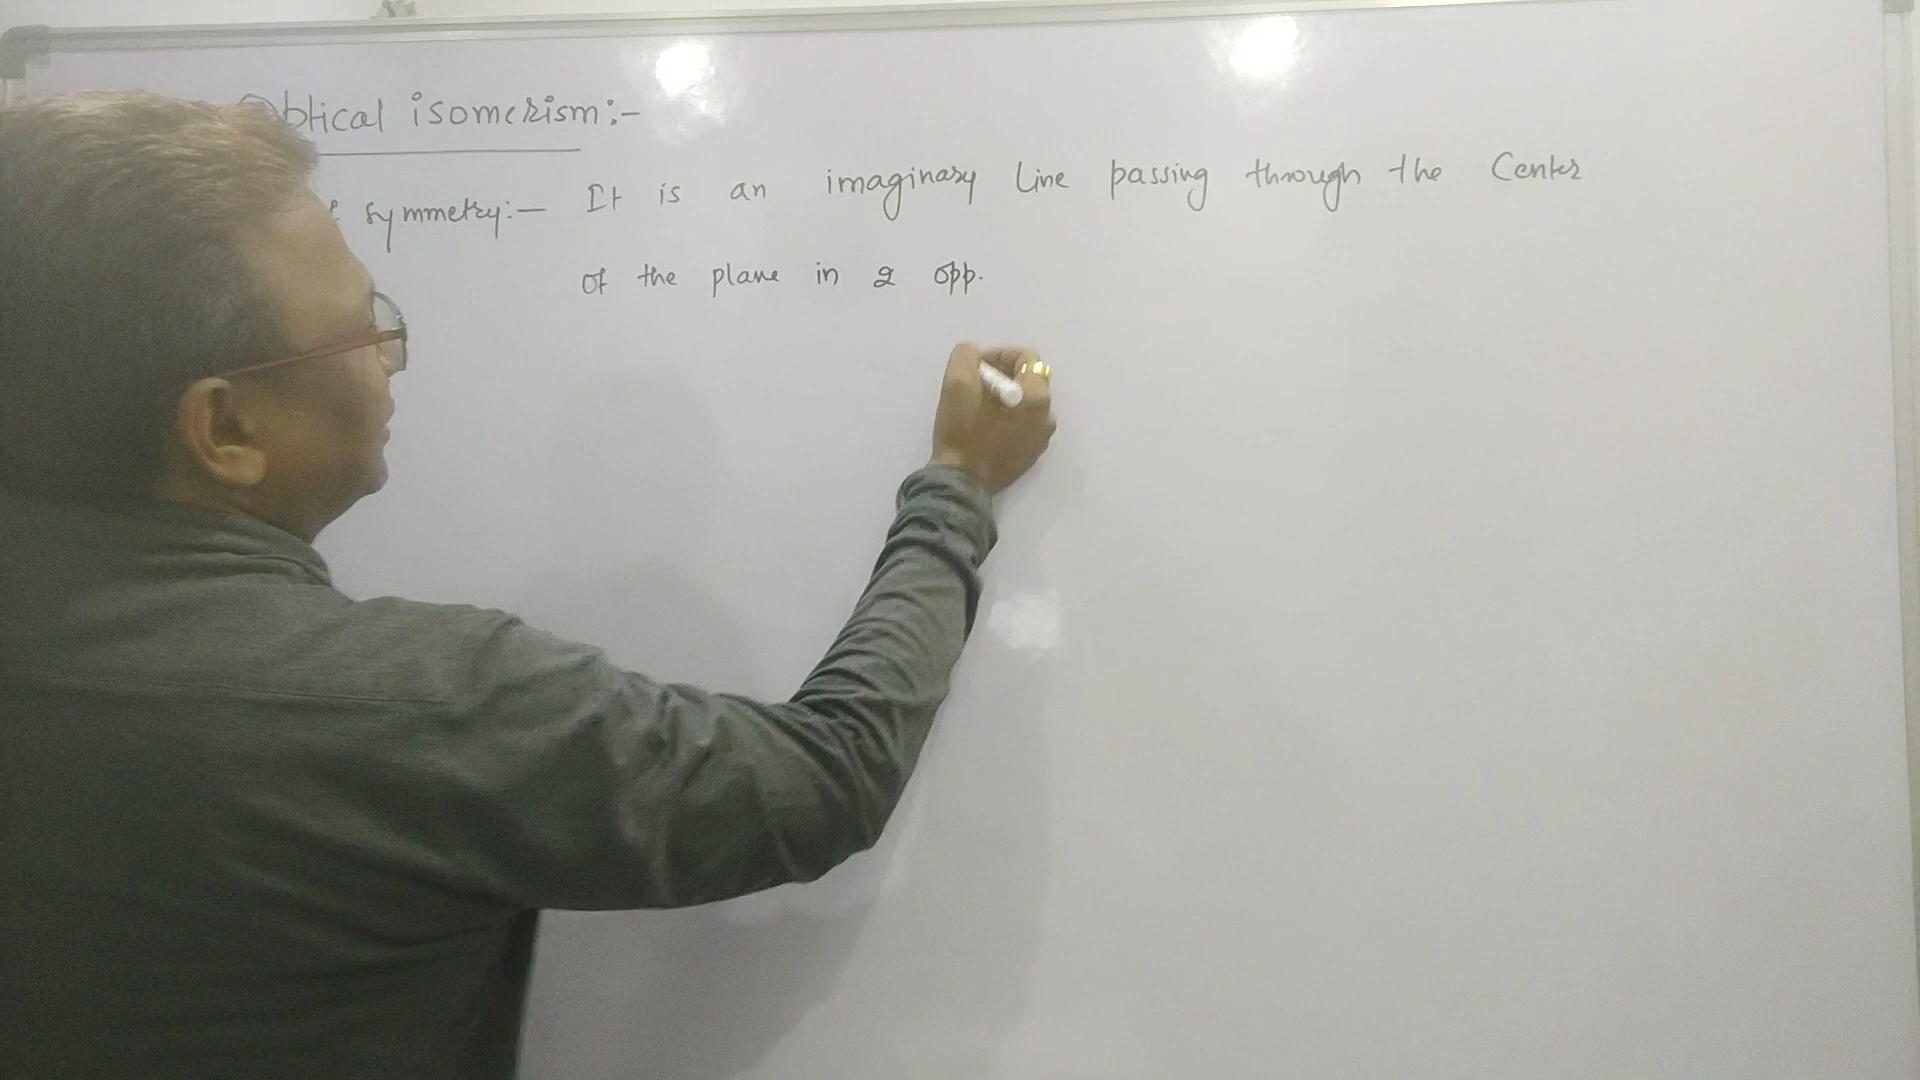 Optical isomerism:-
symmetry:- It is an imaginary line passing through the Center
of the plane in 2 opp.